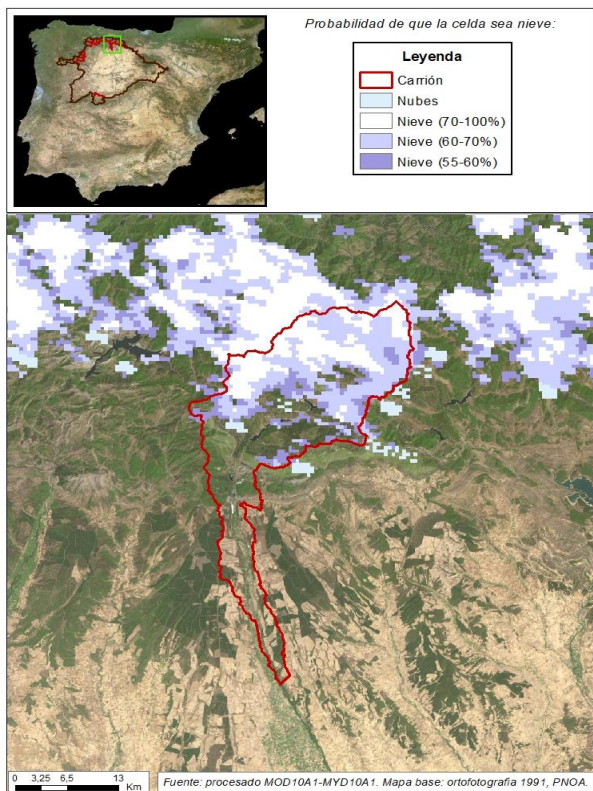 Probabilidad de que la celda sea nieve:
Leyenda
Carrión
Nubes
Nieve (70-100%)
Nieve (60-70%)
Nieve (55-60%)
0 3,25 6,5 13
Km
Fuente: procesado MOD10A1-MYD10A1. Mapa base: ortofotografia 1991, PNOA.